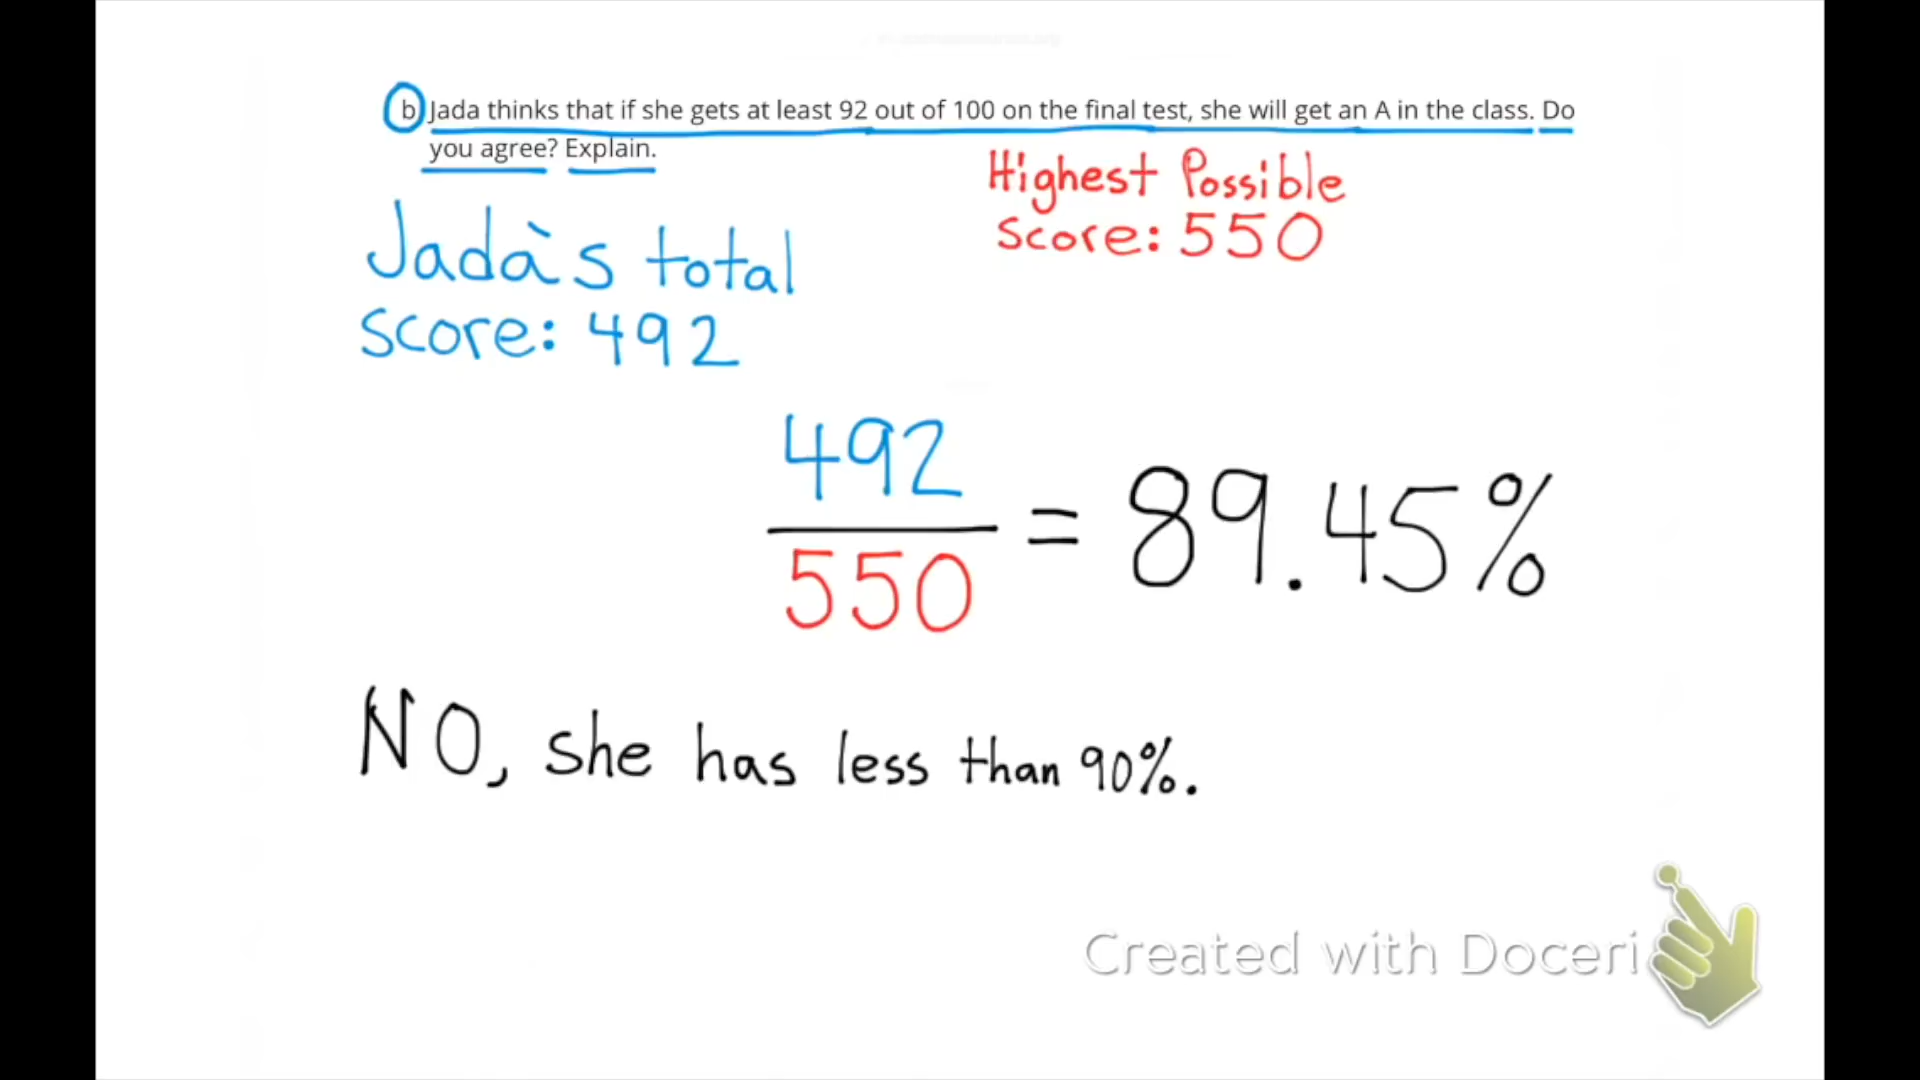 b Jada thinks that if she gets at least 92 out of 100 on the final test, she will get an A in the class. Do
you agree? Explain.
Highest Possible
score: 550
Jada`s total
score: 492
492
550
= 89.45%
NO, she has less than 90%.
Created with Doceri